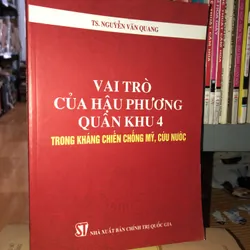 TS. NGUYỄN VĂN QUANG
VAI TRÒ
CỦA HẬU PHƯƠNG
QUÂN KHU 4
TRONG KHÁNG CHIẾN CHỐNG MỸ, CỨU NƯỚC
ST NHÀ XUẤT BẢN CHÍNH TRỊ QUỐC GIA